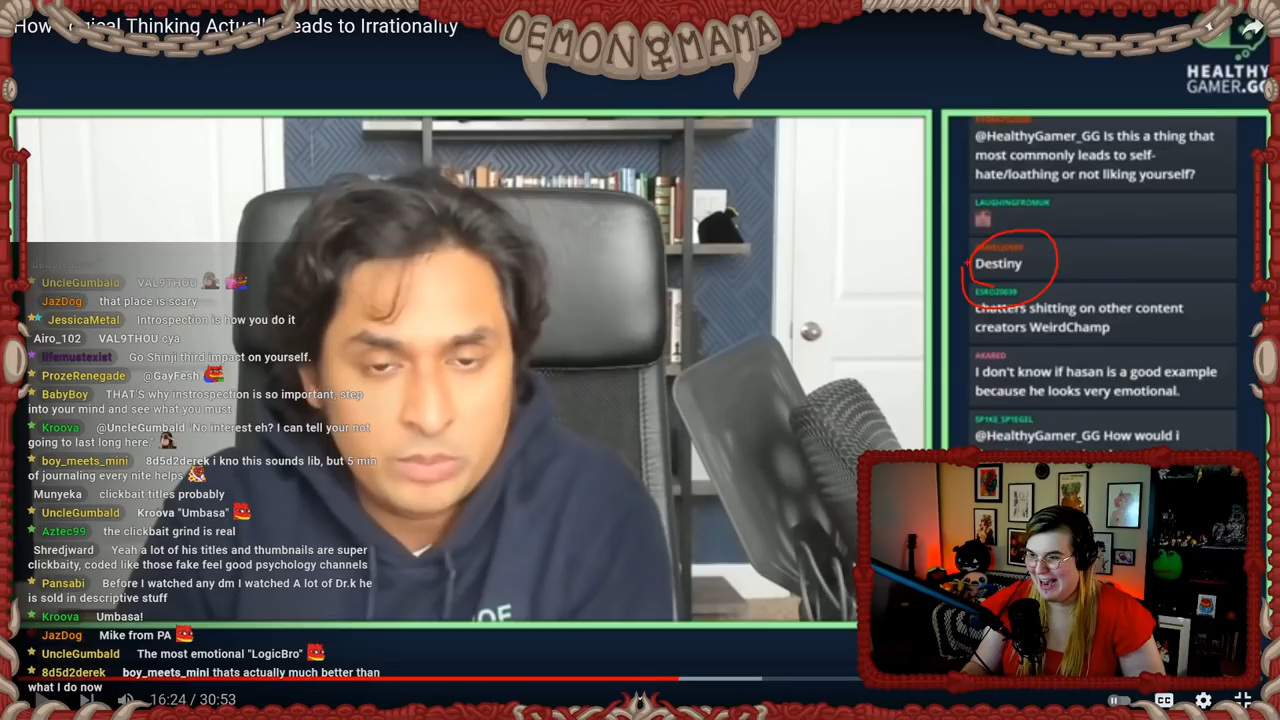 How Logical Thinking Actually Leads to Irrationality
DEMON MAMA
HEALTHY
GAMER.GG
@HealthyGamer_GG Is this a thing that
most commonly leads to self-
hate/loathing or not liking yourself?
LAUGHINGFROMUK
Destiny
ESRO20039
chatters shitting on other content
creators WeirdChamp
AKARED
I don't know if hasan is a good example
because he looks very emotional.
SP1KE_SP1EGEL
@HealthyGamer_GG How would i
UncleGumbald VAL9THOU
JazDog that place is scary
JessicaMetal Introspection is how you do it
Airo_102 VAL9THOU cya
lifemustexist Go Shinji third impact on yourself.
ProzeRenegade @GayFesh
BabyBoy THAT'S why instrospection is so important, step
into your mind and see what you must
Kroova @UncleGumbald 'No interest eh? I can tell your not
going to last long here.'
boy_meets_mini 8d5d2derek i kno this sounds lib, but 5 min
of journaling every nite helps
Munyeka clickbait titles probably
UncleGumbald Kroova "Umbasa"
Aztec99 the clickbait grind is real
Shredjward Yeah a lot of his titles and thumbnails are super
clickbaity, coded like those fake feel good psychology channels
Pansabi Before I watched any dm I watched A lot of Dr.k he
is sold in descriptive stuff
Kroova Umbasa!
JazDog Mike from PA
UncleGumbald The most emotional "LogicBro"
8d5d2derek boy_meets_mini thats actually much better than
what I do now
16:24 / 30:53
CC